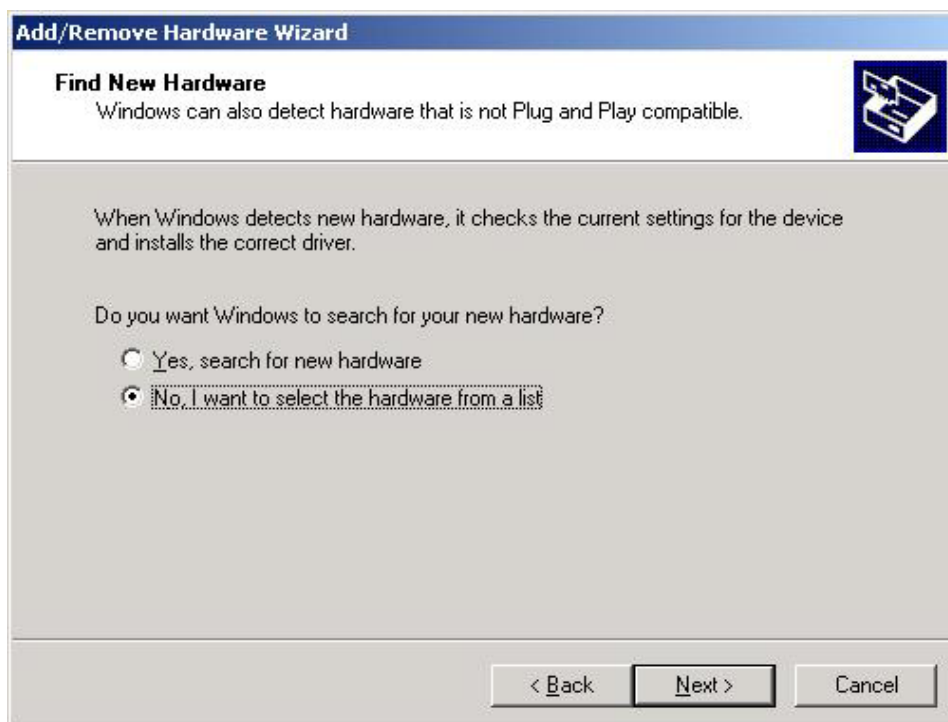 Add/Remove Hardware Wizard
Find New Hardware
Windows can also detect hardware that is not Plug and Play compatible.
When Windows detects new hardware, it checks the current settings for the device
and installs the correct driver.
Do you want Windows to search for your new hardware?
Yes, search for new hardware
No, I want to select the hardware from a list
< Back Next > Cancel